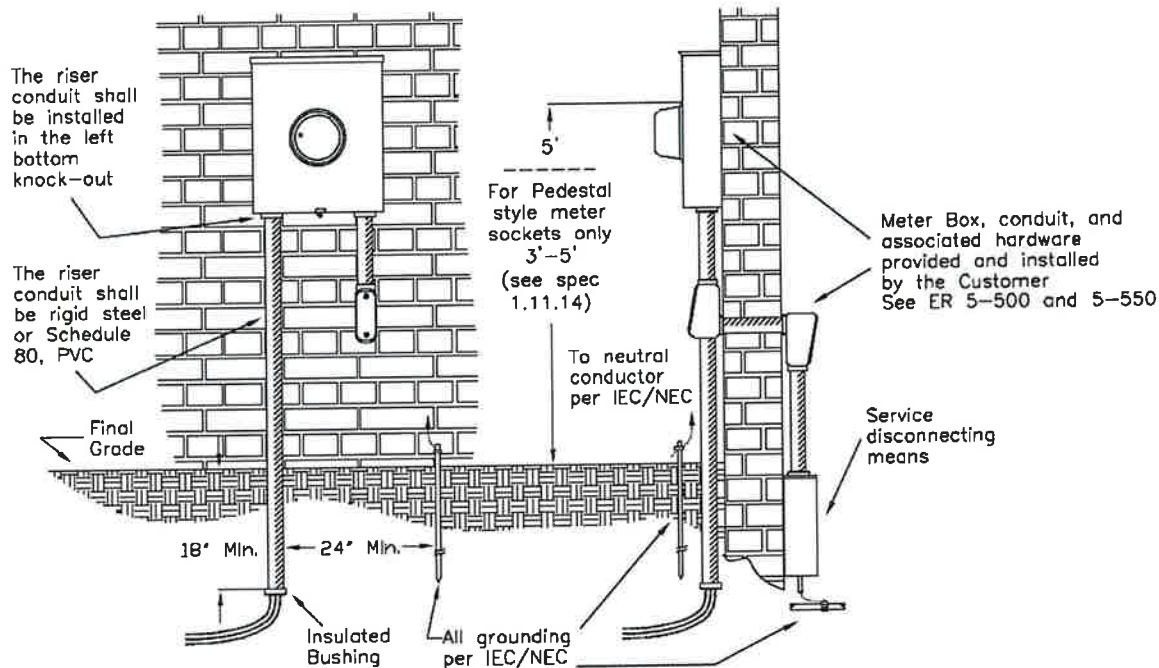 The riser
conduit shall
be installed
in the left
bottom
knock-out
The riser
conduit shall
be rigid steel
or Schedule
80, PVC
Final
Grade
18" Min.
24" Min.
Insulated
Bushing
All grounding
per IEC/NEC
5'
For Pedestal
style meter
sockets only
3'-5'
(see spec
1.11.14)
To neutral
conductor
per IEC/NEC
Meter Box, conduit, and
associated hardware
provided and installed
by the Customer
See ER 5-500 and 5-550
Service
disconnecting
means